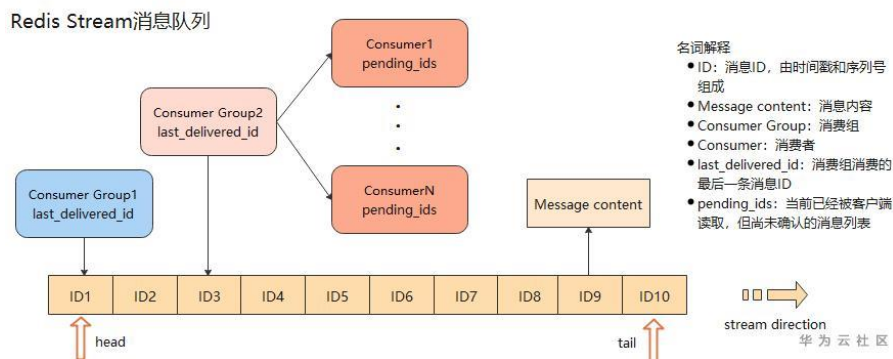 Redis Stream消息队列
Consumer1
pending_ids
Consumer Group2
last_delivered_id
Consumer Group1
last_delivered_id
ConsumerN
pending_ids
Message content
名词解释
ID：消息ID，由时间戳和序列号
组成
Message content：消息内容
Consumer Group：消费组
Consumer：消费者
last_delivered_id：消费组消费的
最后一条消息ID
pending_ids：当前已经被客户端
读取，但尚未确认的消息列表
ID1 ID2 ID3 ID4 ID5 ID6 ID7 ID8 ID9 ID10
head
tail
stream direction
华为云社区